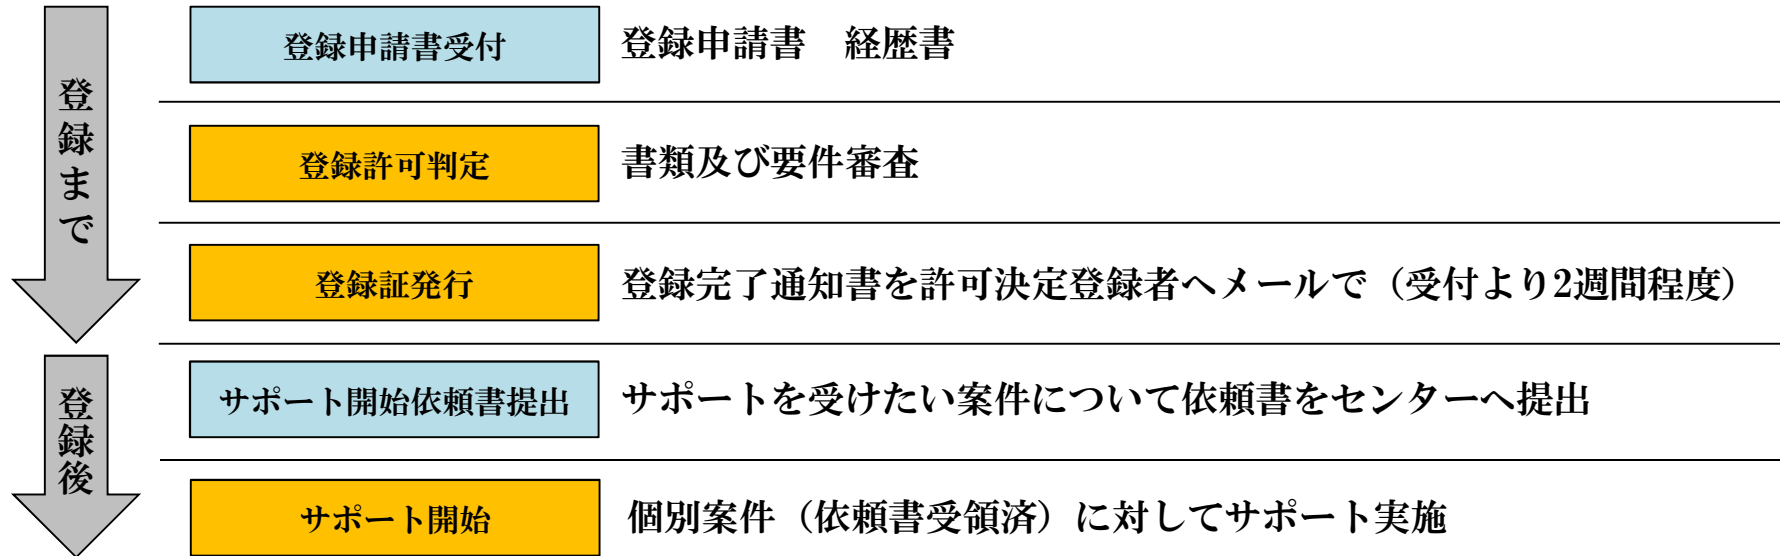 登録まで
登録申請書受付
登録申請書　経歴書
登録許可判定
書類及び要件審査
登録証発行
登録完了通知書を許可決定登録者へメールで（受付より2週間程度）
登録後
サポート開始依頼書提出
サポートを受けたい案件について依頼書をセンターへ提出
サポート開始
個別案件（依頼書受領済）に対してサポート実施